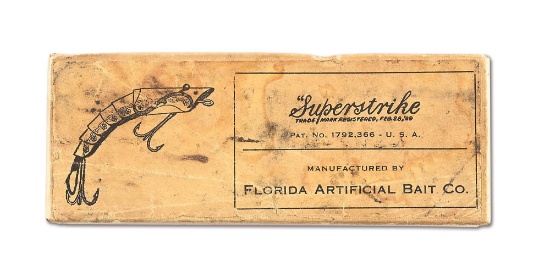 "Superstrike
TRADE MARK REGISTERED, FEB. 26, '29
PAT. NO. 1792,366 - U. S. A.
MANUFACTURED BY
FLORIDA ARTIFICIAL BAIT CO.